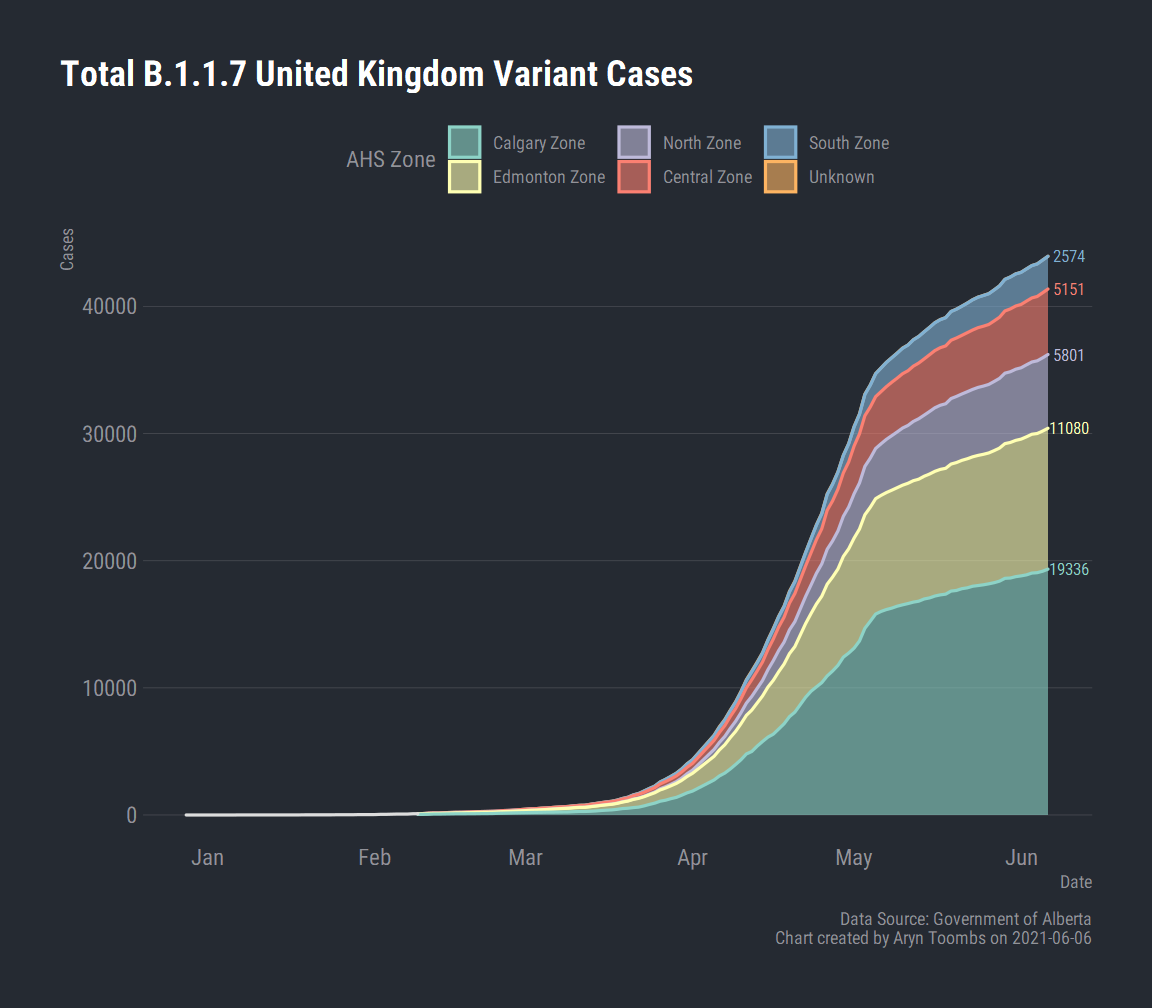 Total B.1.1.7 United Kingdom Variant Cases
AHS Zone
Calgary Zone
North Zone
South Zone
Edmonton Zone
Central Zone
Unknown
Cases
2574
5151
40000
5801
11080
30000
20000
19336
10000
0
Jan
Feb
Mar
Apr
May
Jun
Date
Data Source: Government of Alberta
Chart created by Aryn Toombs on 2021-06-06